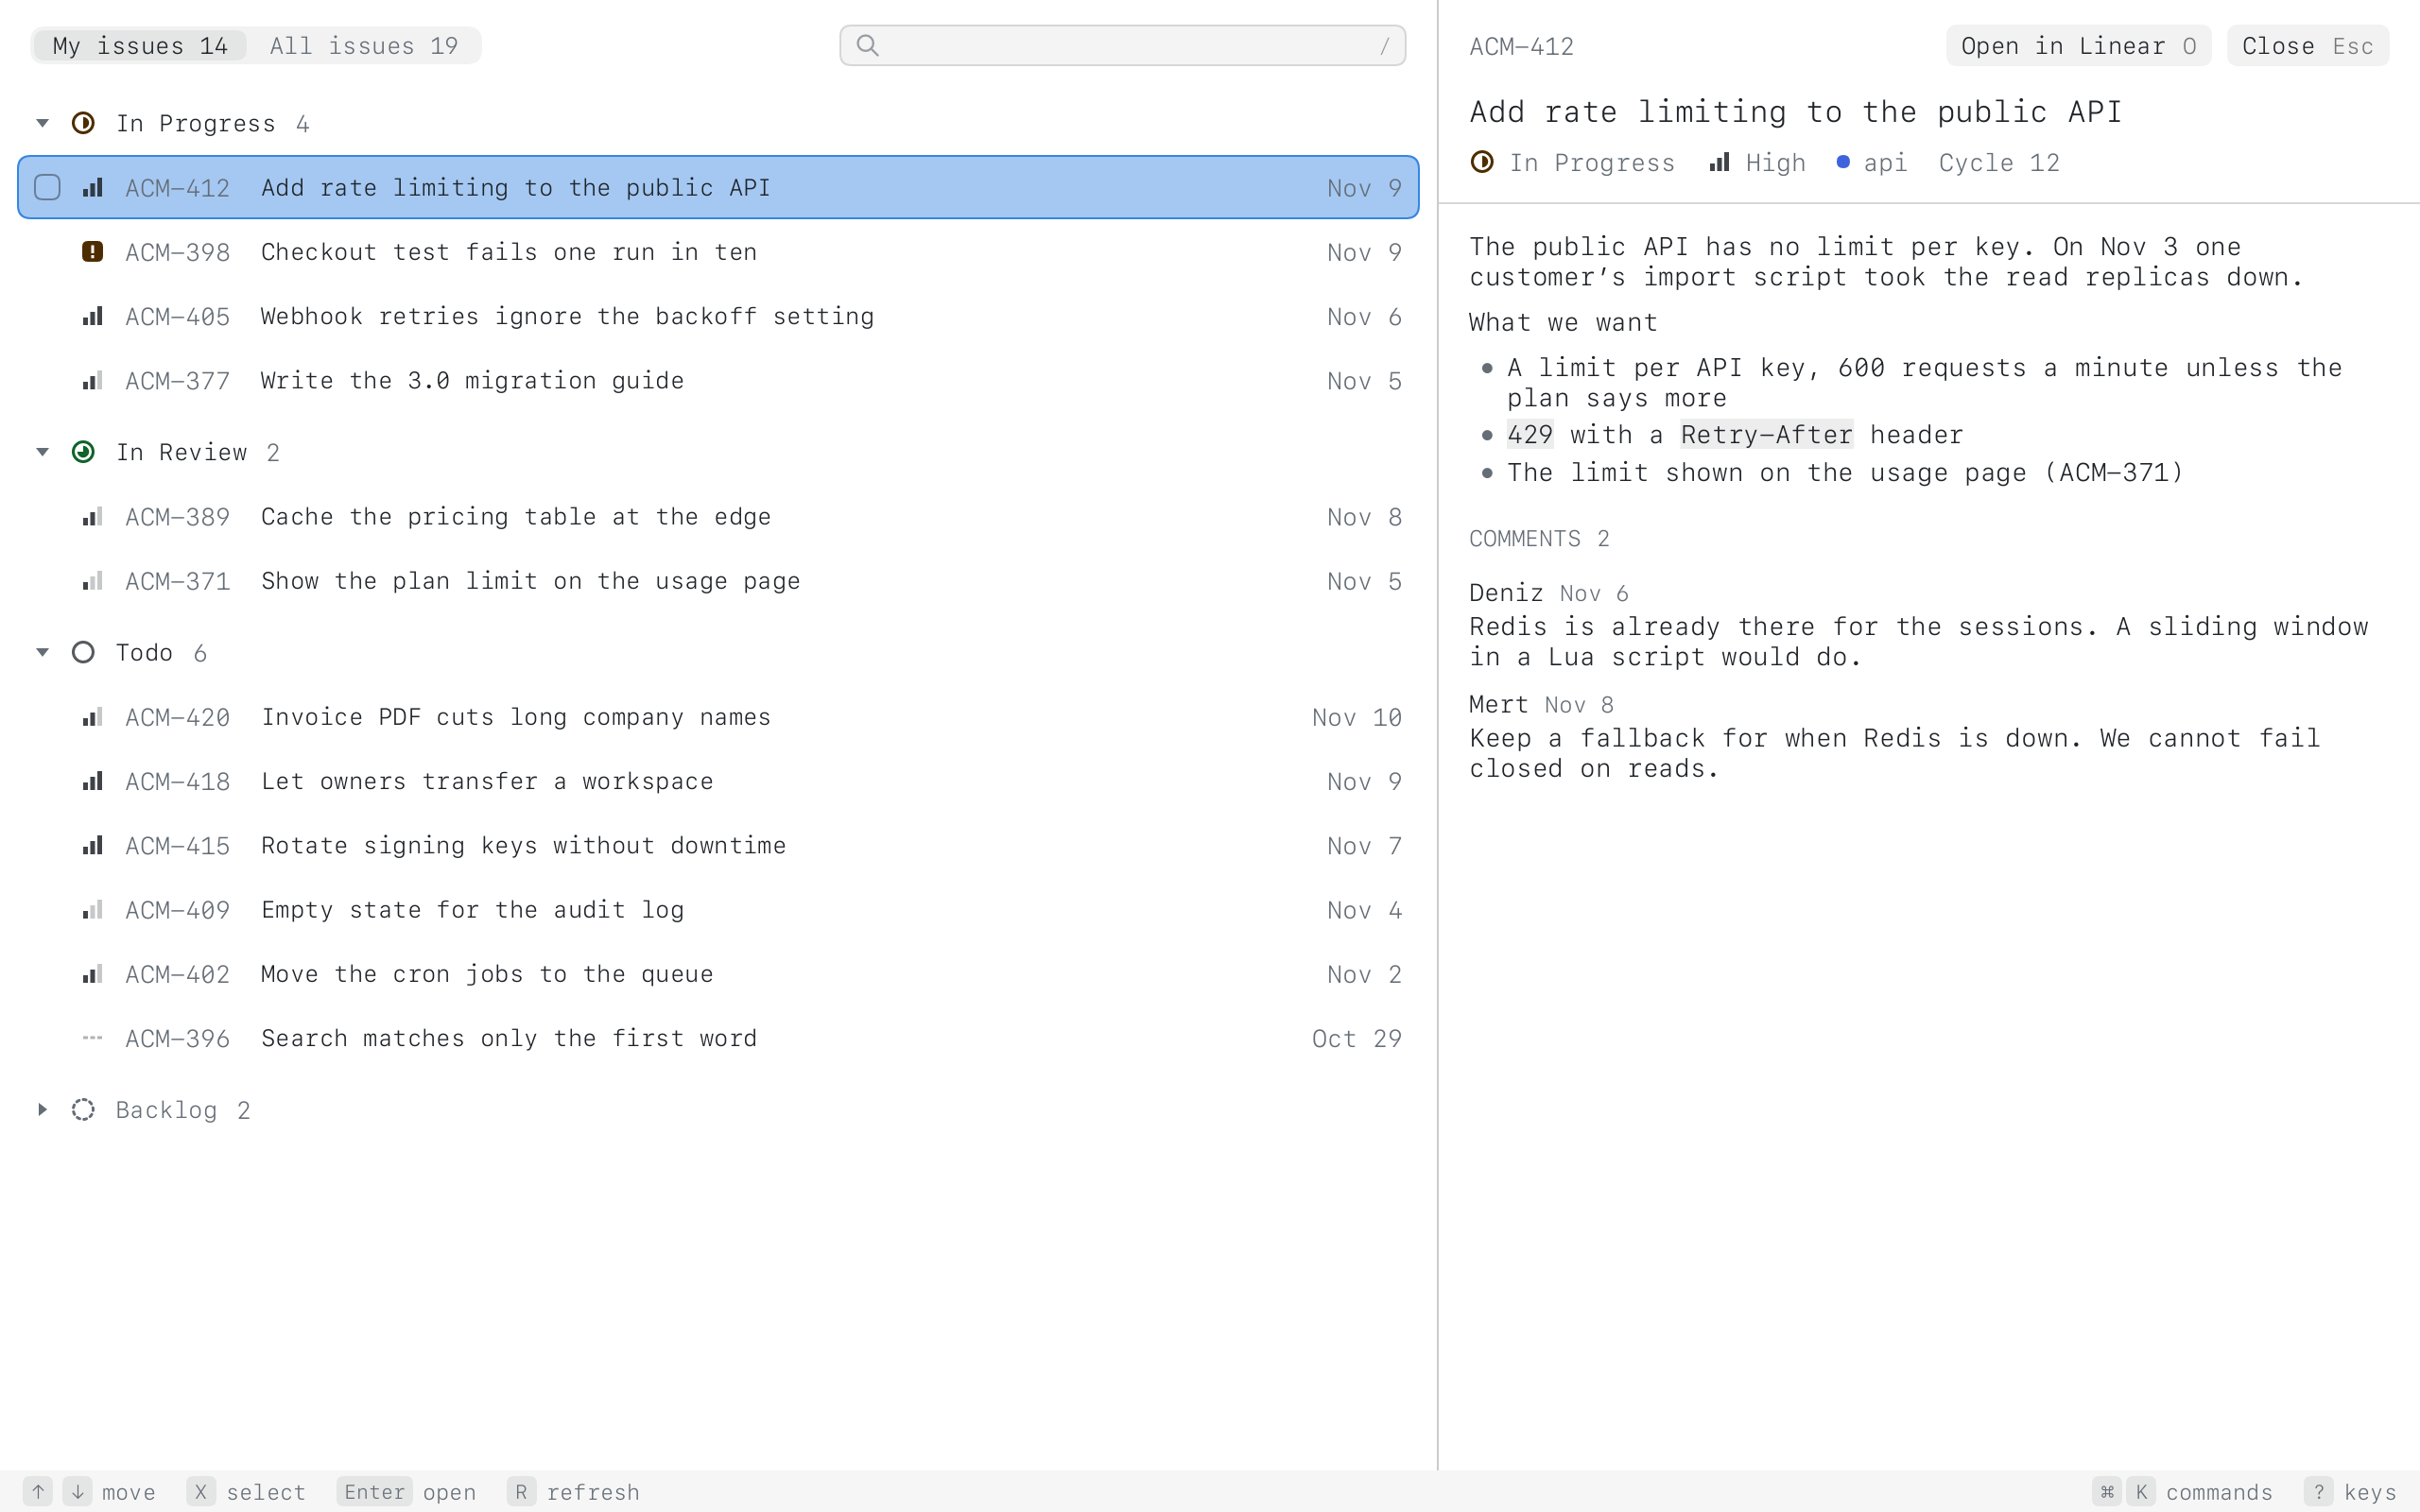 My issues 14 All issues 19
/
In Progress 4
ACM-412 Add rate limiting to the public API Nov 9
ACM-398 Checkout test fails one run in ten Nov 9
ACM-405 Webhook retries ignore the backoff setting Nov 6
ACM-377 Write the 3.0 migration guide Nov 5
In Review 2
ACM-389 Cache the pricing table at the edge Nov 8
ACM-371 Show the plan limit on the usage page Nov 5
Todo 6
ACM-420 Invoice PDF cuts long company names Nov 10
ACM-418 Let owners transfer a workspace Nov 9
ACM-415 Rotate signing keys without downtime Nov 7
ACM-409 Empty state for the audit log Nov 4
ACM-402 Move the cron jobs to the queue Nov 2
ACM-396 Search matches only the first word Oct 29
Backlog 2
ACM-412 Open in Linear O Close Esc
Add rate limiting to the public API
In Progress High api Cycle 12
The public API has no limit per key. On Nov 3 one
customer’s import script took the read replicas down.
What we want
• A limit per API key, 600 requests a minute unless the
plan says more
• 429 with a Retry-After header
• The limit shown on the usage page (ACM-371)
COMMENTS 2
Deniz Nov 6
Redis is already there for the sessions. A sliding window
in a Lua script would do.
Mert Nov 8
Keep a fallback for when Redis is down. We cannot fail
closed on reads.
↑ ↓ move X select Enter open R refresh ⌘ K commands ? keys